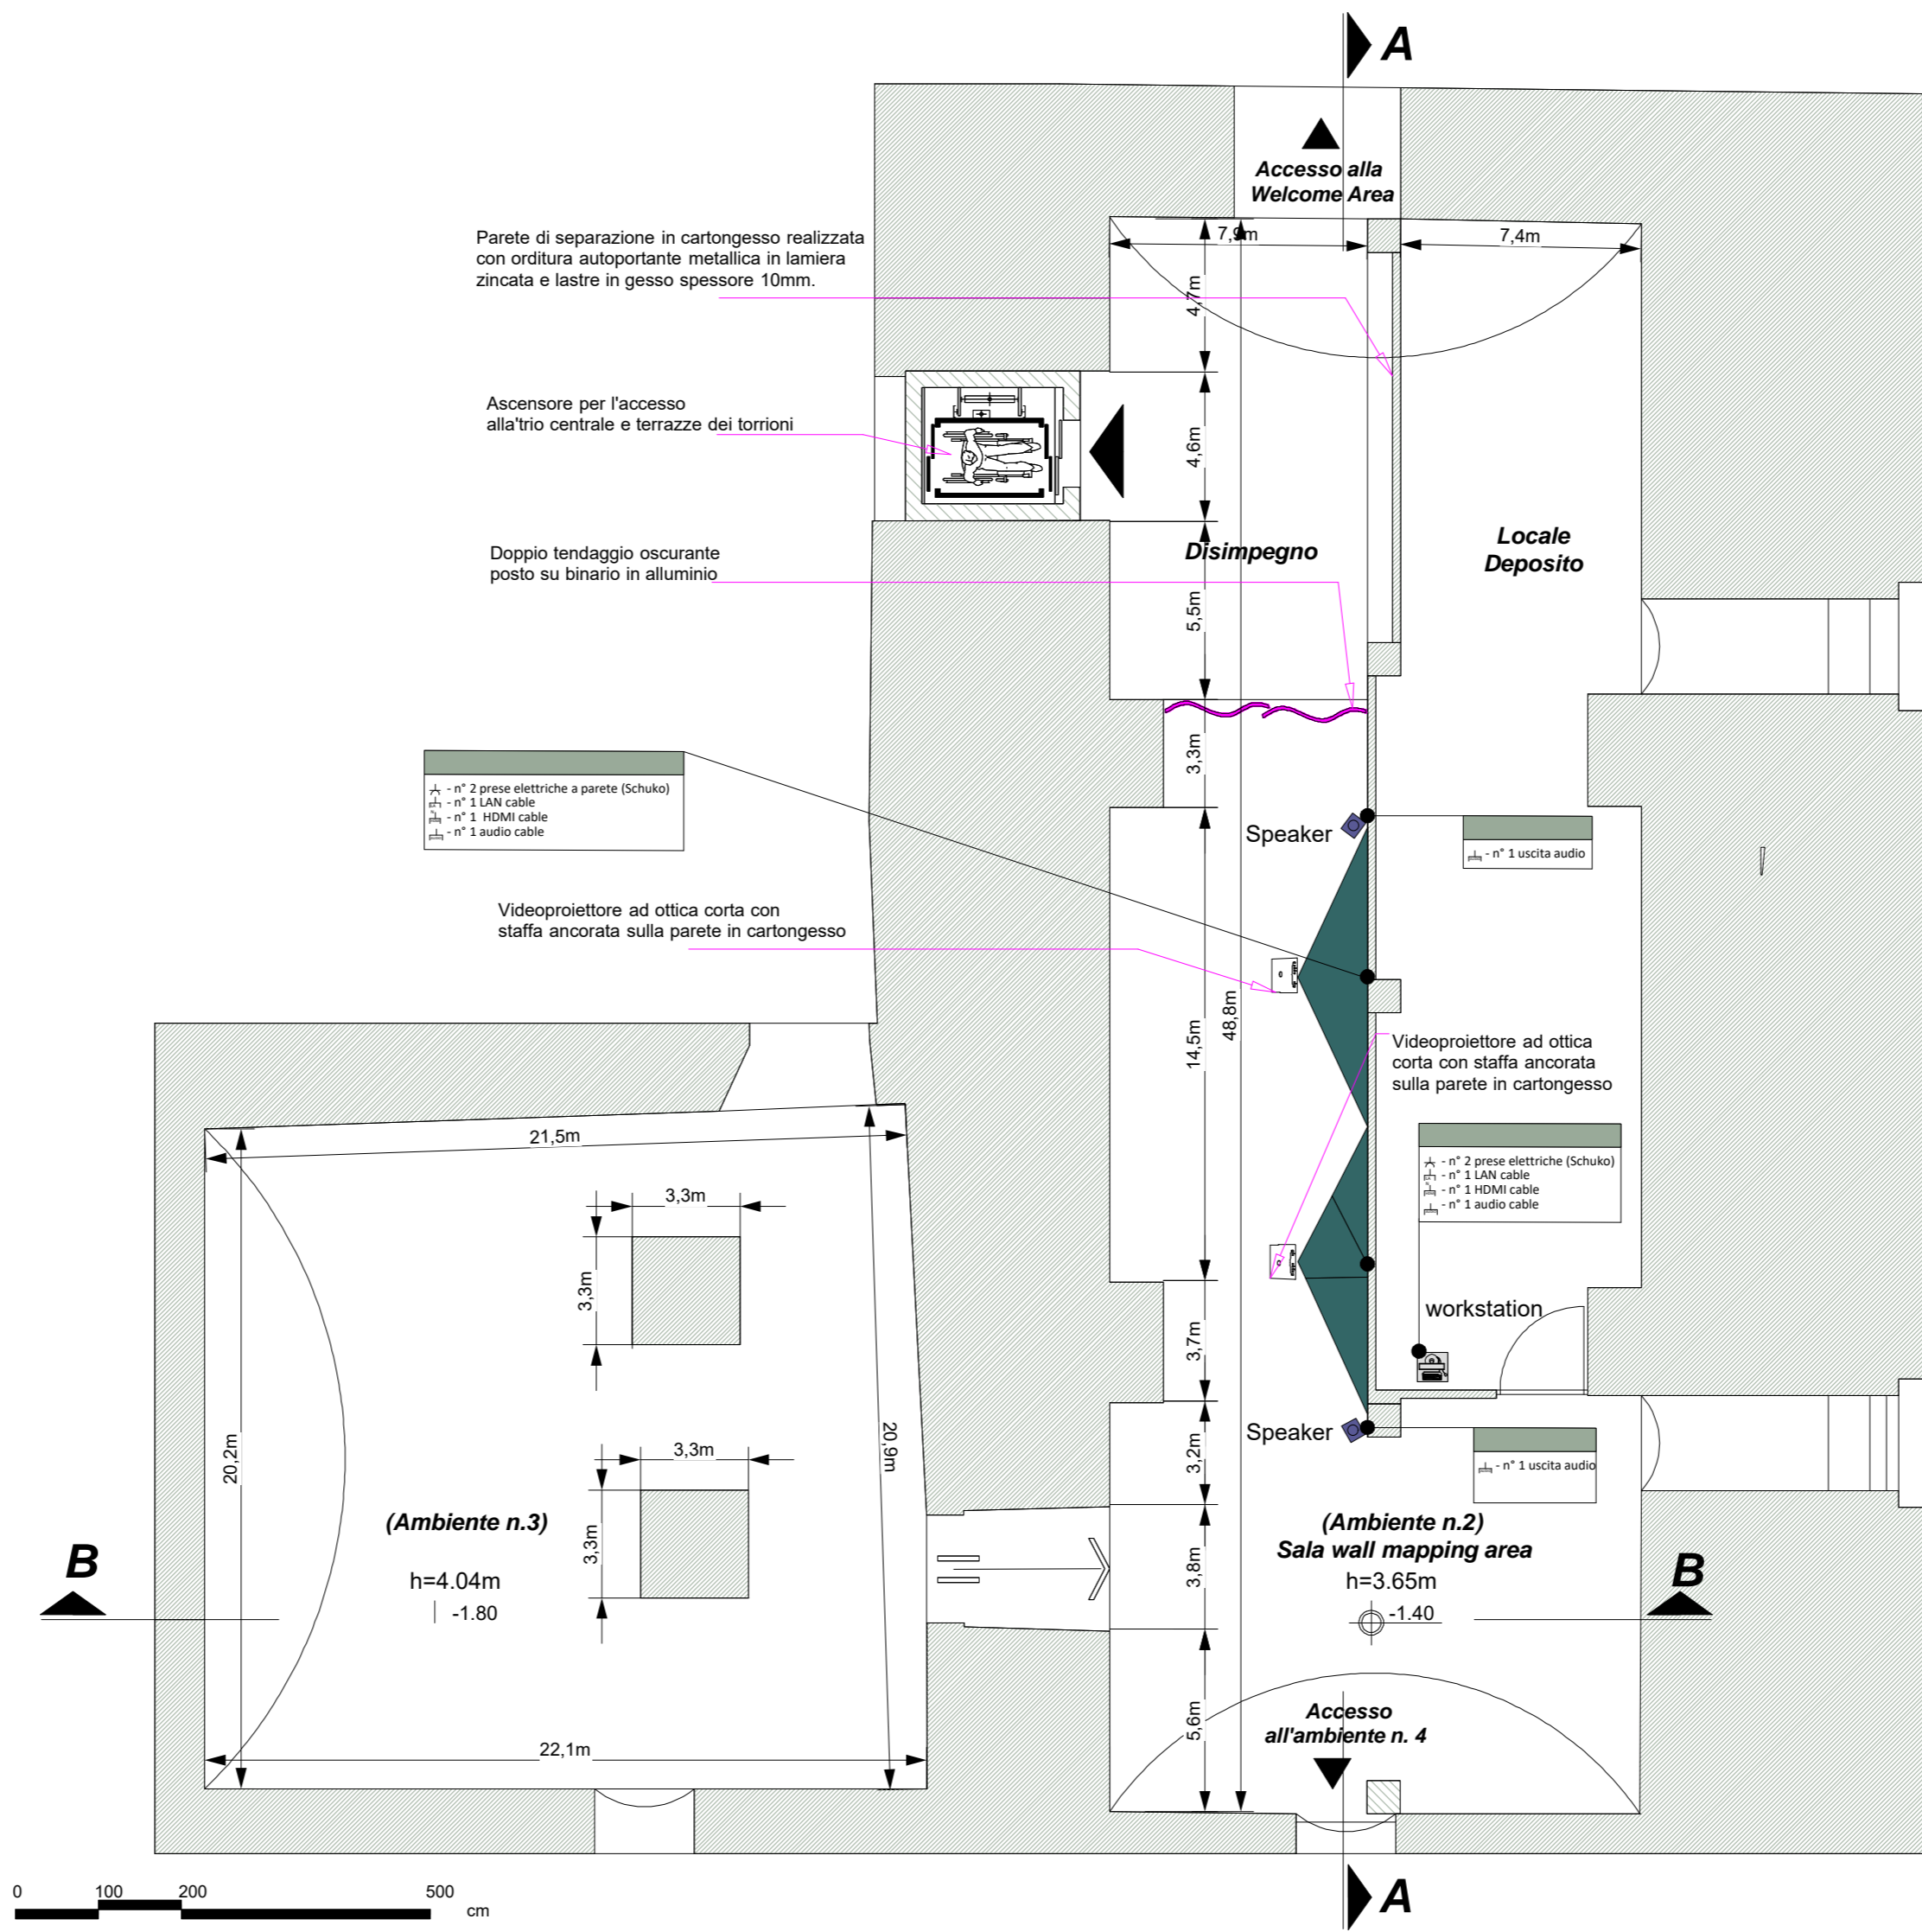 A
Accesso alla
Welcome Area
7,9m
7,4m
Parete di separazione in cartongesso realizzata
con orditura autoportante metallica in lamiera
zincata e lastre in gesso spessore 10mm.
4,7m
Ascensore per l'accesso
alla'trio centrale e terrazze dei torrioni
4,6m
Doppio tendaggio oscurante
posto su binario in alluminio
Disimpegno
Locale
Deposito
5,5m
3,3m
- n° 2 prese elettriche a parete (Schuko)
- n° 1 LAN cable
- n° 1 HDMI cable
- n° 1 audio cable
Speaker
- n° 1 uscita audio
Videoproiettore ad ottica corta con
staffa ancorata sulla parete in cartongesso
14,5m
48,8m
Videoproiettore ad ottica
corta con staffa ancorata
sulla parete in cartongesso
- n° 2 prese elettriche (Schuko)
- n° 1 LAN cable
- n° 1 HDMI cable
- n° 1 audio cable
21,5m
3,3m
3,3m
workstation
3,7m
20,2m
20,9m
3,3m
3,3m
Speaker
- n° 1 uscita audio
3,2m
(Ambiente n.3)
h=4.04m
-1.80
(Ambiente n.2)
Sala wall mapping area
h=3.65m
-1.40
3,8m
B
B
5,6m
Accesso
all'ambiente n. 4
22,1m
0 100 200 500
cm
A